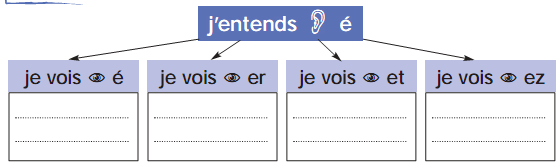 j'entends é
je vois é
je vois er
je vois et
je vois ez